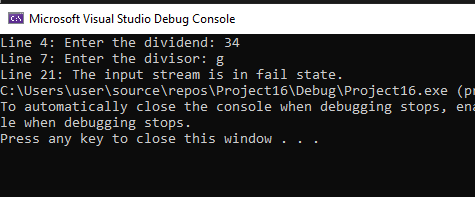 Microsoft Visual Studio Debug Console
Line 4: Enter the dividend: 34
Line 7: Enter the divisor: g
Line 21: The input stream is in fail state.
C:\Users\user\source\repos\Project16\Debug\Project16.exe (pr
To automatically close the console when debugging stops, ena
le when debugging stops.
Press any key to close this window . . .